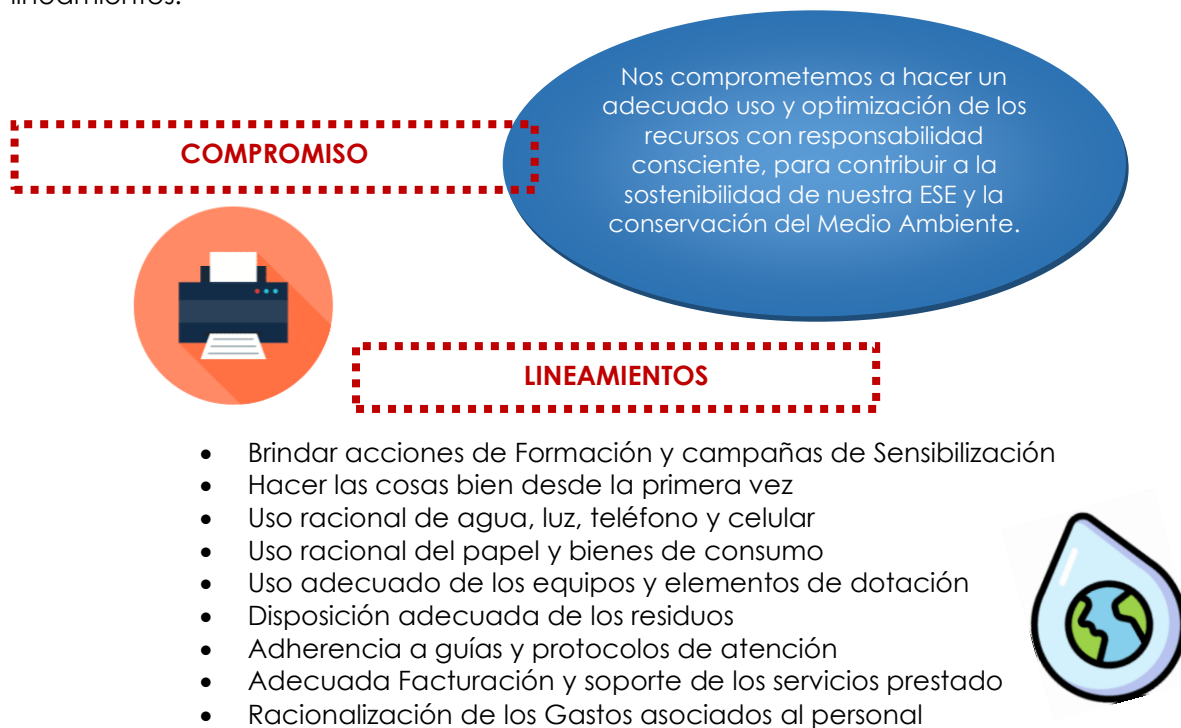 lineamientos.
Nos comprometemos a hacer un
adecuado uso y optimización de los
recursos con responsabilidad
consciente, para contribuir a la
sostenibilidad de nuestra ESE y la
conservación del Medio Ambiente.
COMPROMISO
LINEAMIENTOS
• Brindar acciones de Formación y campañas de Sensibilización
• Hacer las cosas bien desde la primera vez
• Uso racional de agua, luz, teléfono y celular
• Uso racional del papel y bienes de consumo
• Uso adecuado de los equipos y elementos de dotación
• Disposición adecuada de los residuos
• Adherencia a guías y protocolos de atención
• Adecuada Facturación y soporte de los servicios prestado
• Racionalización de los Gastos asociados al personal